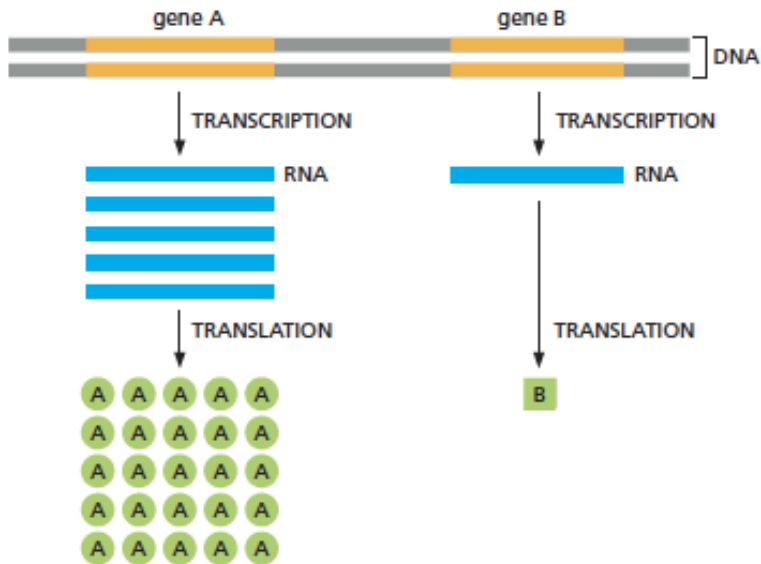 gene A gene B
DNA
TRANSCRIPTION TRANSCRIPTION
RNA RNA
TRANSLATION TRANSLATION
A A A A A B
A A A A A
A A A A A
A A A A A
A A A A A